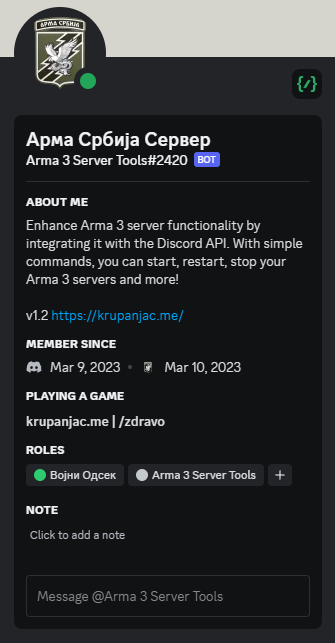 АРМА СРБИЈА
Арма Србија Сервер
Arma 3 Server Tools#2420 BOT
ABOUT ME
Enhance Arma 3 server functionality by
integrating it with the Discord API. With simple
commands, you can start, restart, stop your
Arma 3 servers and more!
v1.2 https://krupanjac.me/
MEMBER SINCE
Mar 9, 2023 • Mar 10, 2023
PLAYING A GAME
krupanjac.me | /zdravo
ROLES
Војни Одсек Arma 3 Server Tools +
NOTE
Click to add a note
Message @Arma 3 Server Tools